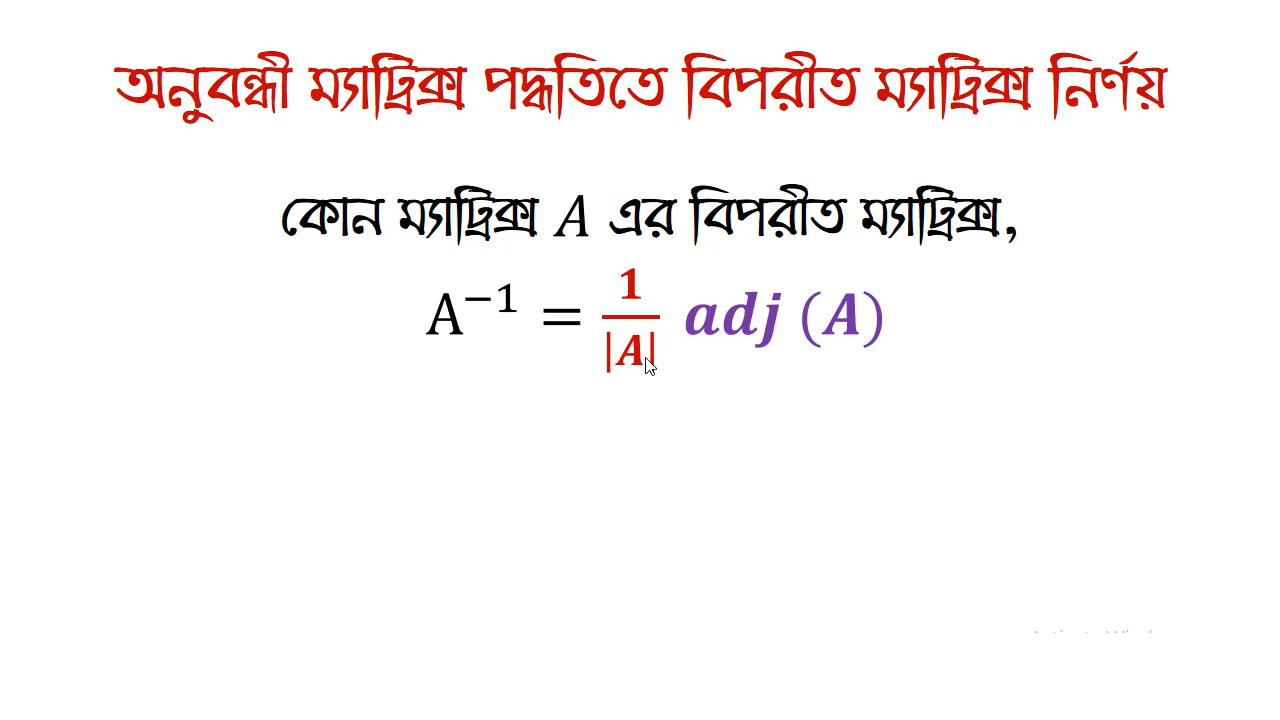 অনুবন্ধী ম্যাট্রিক্স পদ্ধতিতে বিপরীত ম্যাট্রিক্স নির্ণয়
কোন ম্যাট্রিক্স A এর বিপরীত ম্যাট্রিক্স,
A⁻¹ = 1/|A| adj (A)